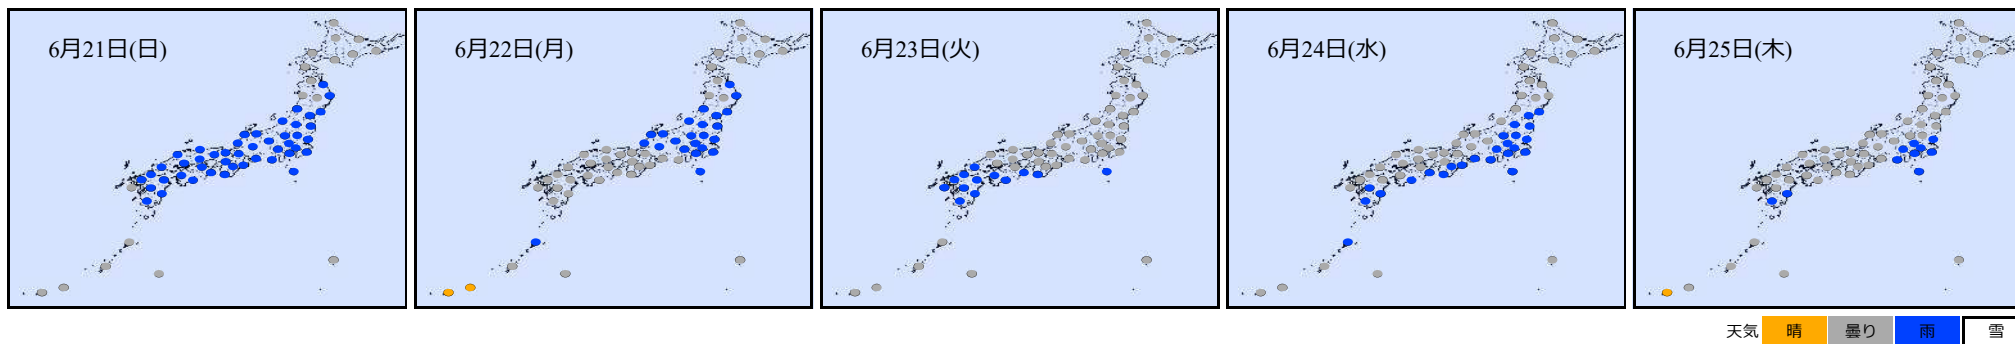 6月21日(日)
6月22日(月)
6月23日(火)
6月24日(水)
6月25日(木)
天気 晴 曇り 雨 雪